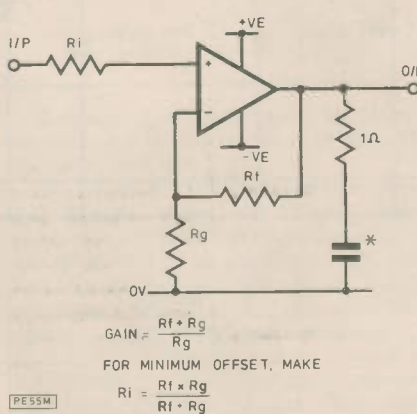 +VE
I/P
Ri
O/P
+
−
1Ω
-VE
Rf
*
Rg
0V
GAIN = Rf + Rg
Rg
FOR MINIMUM OFFSET, MAKE
Ri = Rf × Rg
Rf + Rg
PE55M